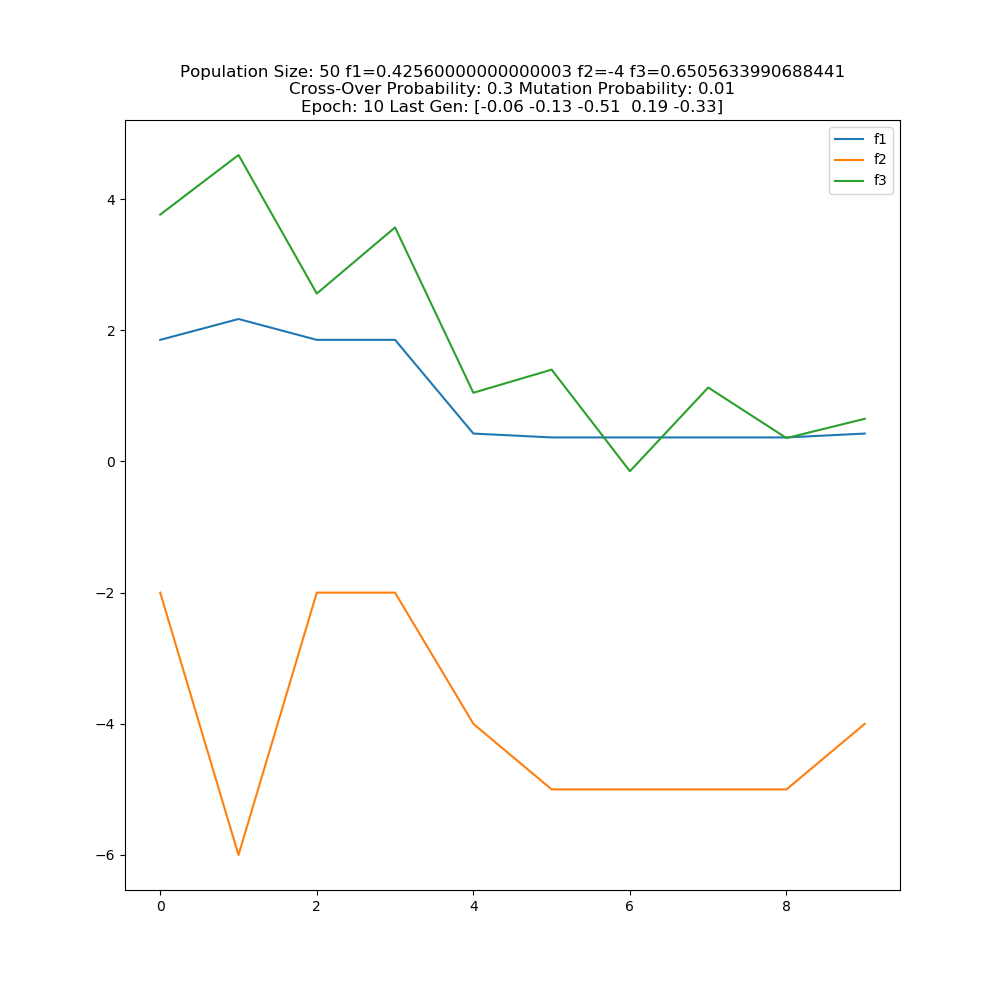 Population Size: 50 f1=0.42560000000000003 f2=-4 f3=0.6505633990688441
Cross-Over Probability: 0.3 Mutation Probability: 0.01
Epoch: 10 Last Gen: [-0.06 -0.13 -0.51  0.19 -0.33]
f1
f2
f3
4
2
0
−2
−4
−6
0 2 4 6 8